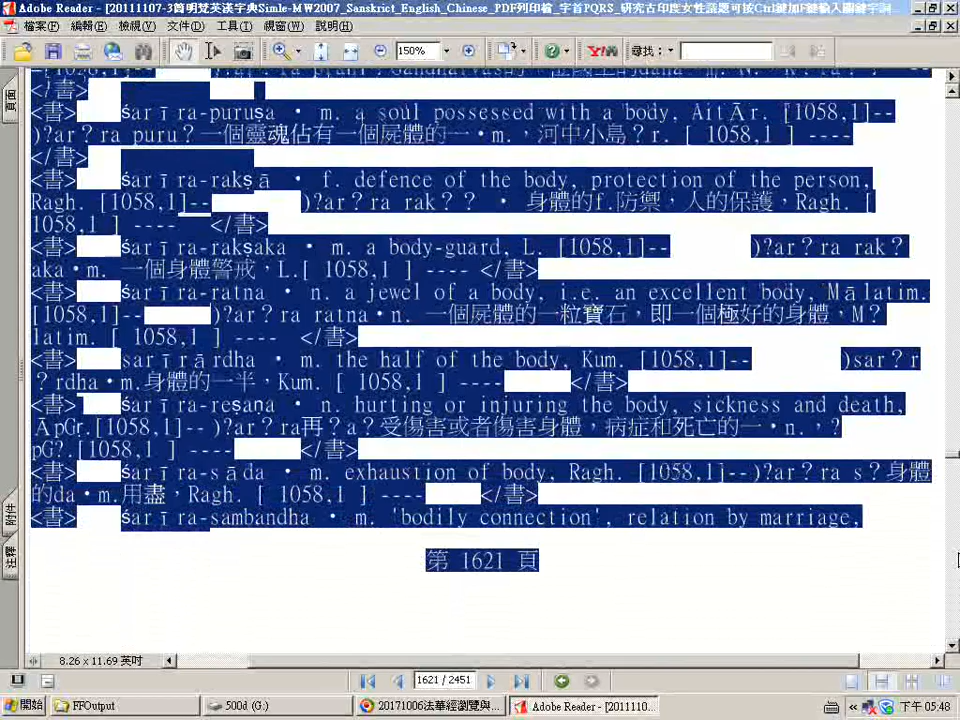 Adobe Reader - [20111107-3簡明梵英漢字典Simle-MW2007_Sanskrict_English_Chinese_PDF列印檔_字首PQRS_研究古印度女性議題可按Ctrl鍵加F鍵輸入關鍵字詞
檔案(F) 編輯(E) 檢視(V) 文件(D) 工具(T) 視窗(W) 說明(H)
150% Y! 尋找：
頁面
</書>
<書> śarīra-puruṣa • m. a soul possessed with a body, AitĀr. [1058,1]--
)?ar？ra puru？一個靈魂佔有一個屍體的一•m.，河中小島？r. [ 1058,1 ] ----
</書>
<書> śarīra-rakṣā • f. defence of the body, protection of the person,
Ragh. [1058,1]-- )?ar？ra rak？？ • 身體的f.防禦，人的保護，Ragh. [
1058,1 ] ---- </書>
<書> śarīra-rakṣaka • m. a body-guard, L. [1058,1]-- )?ar？ra rak？
aka•m. 一個身體警戒，L.[ 1058,1 ] ---- </書>
<書> śarīra-ratna • n. a jewel of a body, i.e. an excellent body, Mālatim.
[1058,1]-- )?ar？ra ratna•n. 一個屍體的一粒寶石，即一個極好的身體，M？
latim. [ 1058,1 ] ---- </書>
<書> sarīrārdha • m. the half of the body, Kum. [1058,1]-- )sar？r
？rdha•m.身體的一半，Kum. [ 1058,1 ] ---- </書>
<書> śarīra-reṣaṇa • n. hurting or injuring the body, sickness and death,
ĀpGṛ.[1058,1]-- )?ar？ra再？a？受傷害或者傷害身體，病症和死亡的一•n.，？
pG?.[1058,1 ] ---- </書>
<書> śarīra-sāda • m. exhaustion of body, Ragh. [1058,1]--)?ar？ra s？身體
的da•m.用盡，Ragh. [ 1058,1 ] ---- </書>
<書> śarīra-sambandha • m. 'bodily connection', relation by marriage,
第 1621 頁
附件
注釋
8.26 x 11.69 英吋
1621 / 2451
開始 FFOutput 500d (G:) 20171006法華經瀏覽與... Adobe Reader - [2011110... 下午 05:48